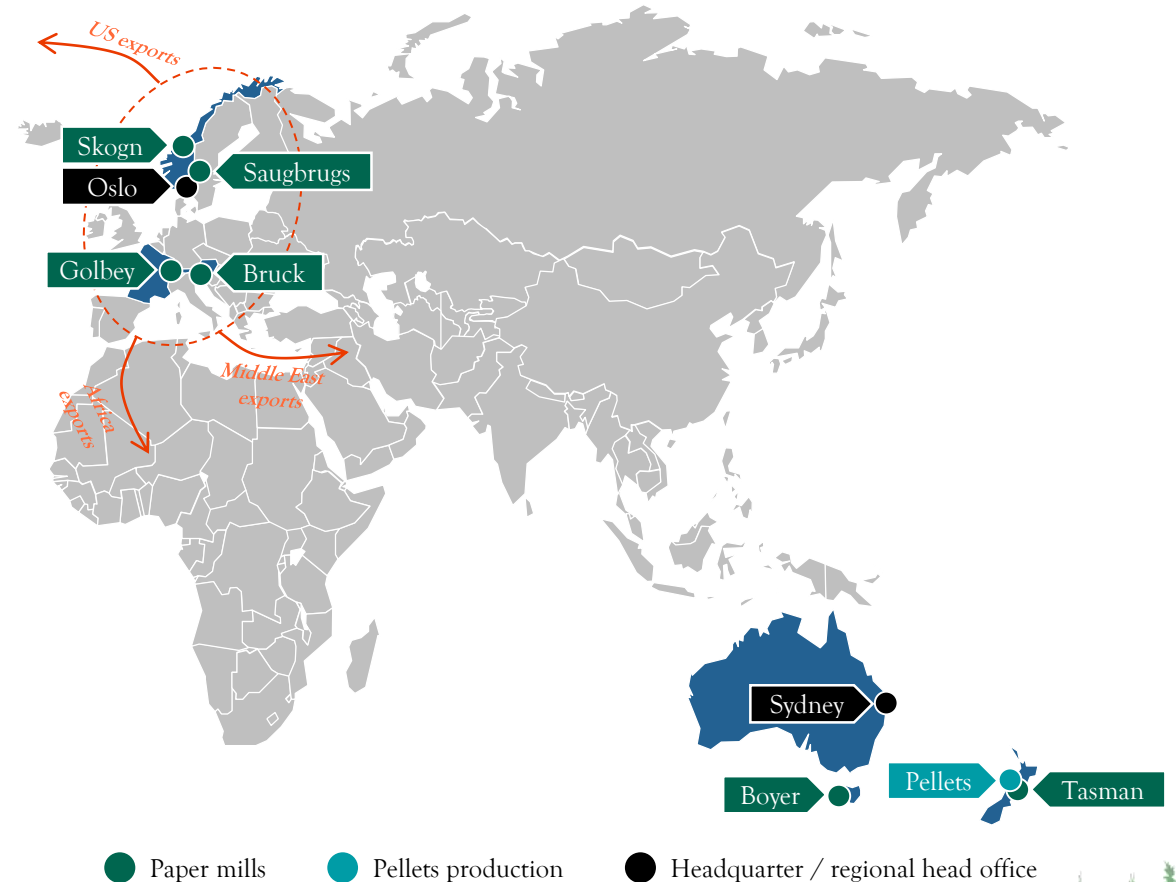 US exports
Skogn
Saugbrugs
Oslo
Golbey
Bruck
Middle East
exports
Africa
exports
Sydney
Pellets
Boyer
Tasman
Paper mills
Pellets production
Headquarter / regional head office